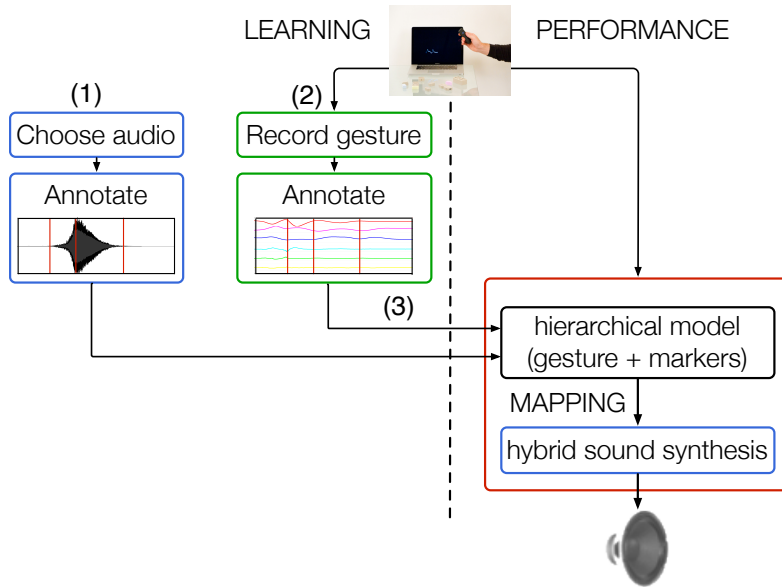 LEARNING
PERFORMANCE
(1)
(2)
Choose audio
Record gesture
Annotate
Annotate
(3)
hierarchical model
(gesture + markers)
MAPPING
hybrid sound synthesis